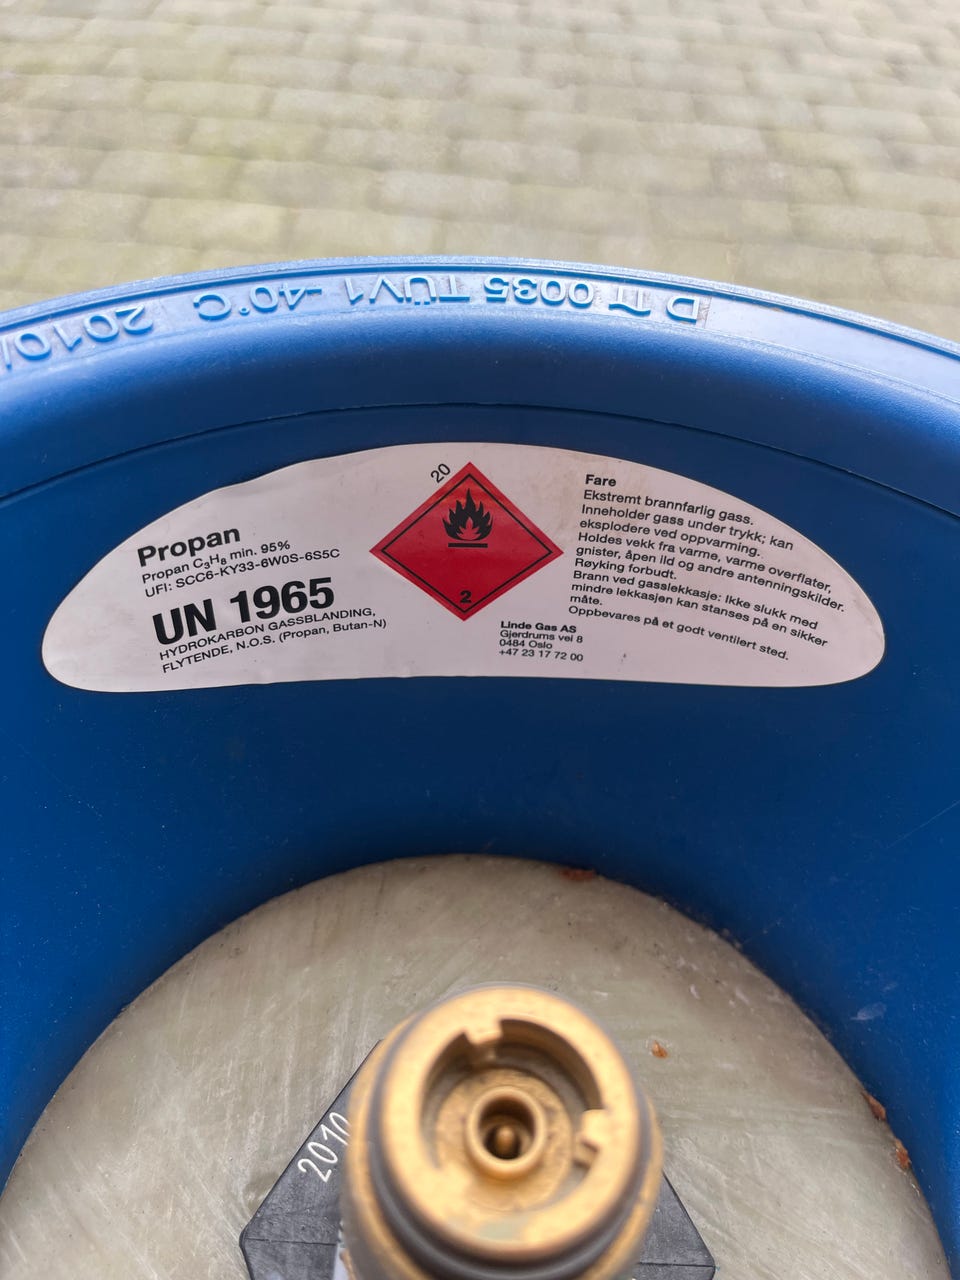 D π 0035 TÜV1 -40°C 2010/
20
Propan
Propan C₃H₈ min. 95%
UFI: SCC6-KY33-6W0S-6S5C
UN 1965
HYDROKARBON GASSBLANDING,
FLYTENDE, N.O.S. (Propan, Butan-N)
2
Linde Gas AS
Gjerdrums vei 8
0484 Oslo
+47 23 17 72 00
Fare
Ekstremt brannfarlig gass.
Inneholder gass under trykk; kan
eksplodere ved oppvarming.
Holdes vekk fra varme, varme overflater,
gnister, åpen ild og andre antenningskilder.
Røyking forbudt.
Brann ved gasslekkasje: Ikke slukk med
mindre lekkasjen kan stanses på en sikker
måte.
Oppbevares på et godt ventilert sted.
2010